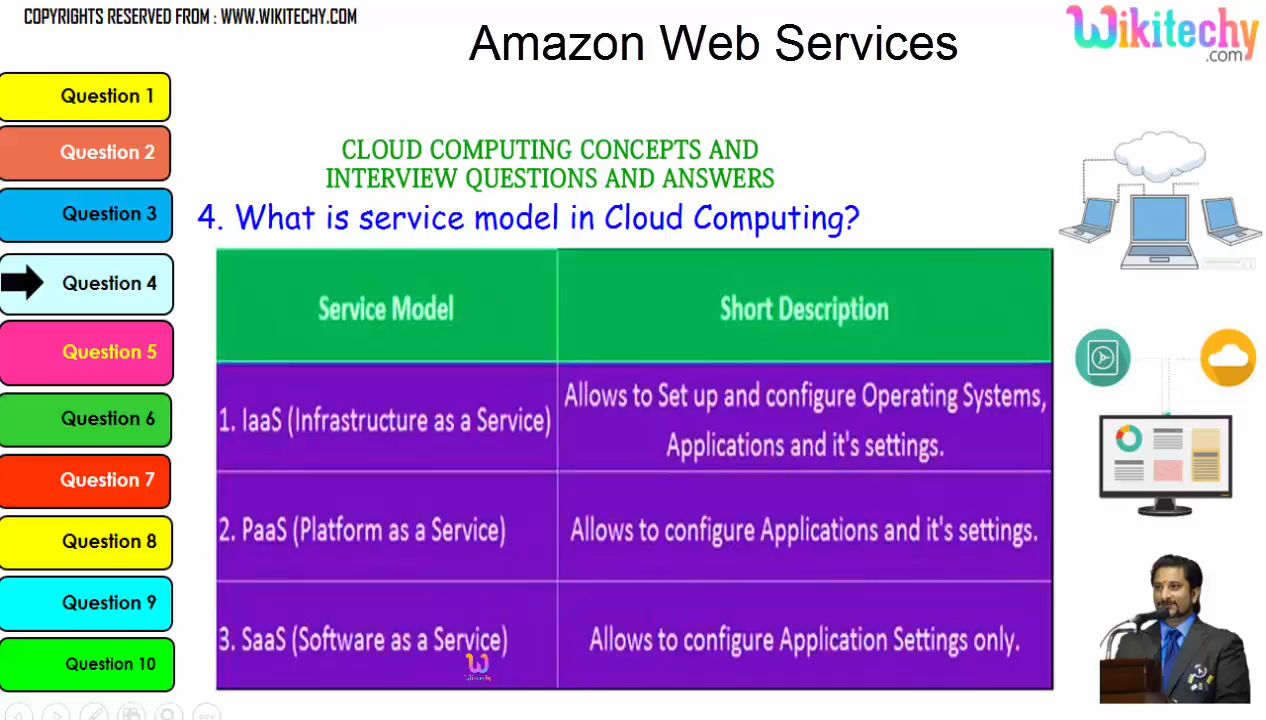 COPYRIGHTS RESERVED FROM : WWW.WIKITECHY.COM
Amazon Web Services
Wikitechy
.com
Question 1
Question 2
Question 3
Question 4
Question 5
Question 6
Question 7
Question 8
Question 9
Question 10
CLOUD COMPUTING CONCEPTS AND
INTERVIEW QUESTIONS AND ANSWERS
4. What is service model in Cloud Computing?
Service Model
Short Description
1. IaaS (Infrastructure as a Service)
Allows to Set up and configure Operating Systems,
Applications and it's settings.
2. PaaS (Platform as a Service)
Allows to configure Applications and it's settings.
3. SaaS (Software as a Service)
Allows to configure Application Settings only.
Wikitechy